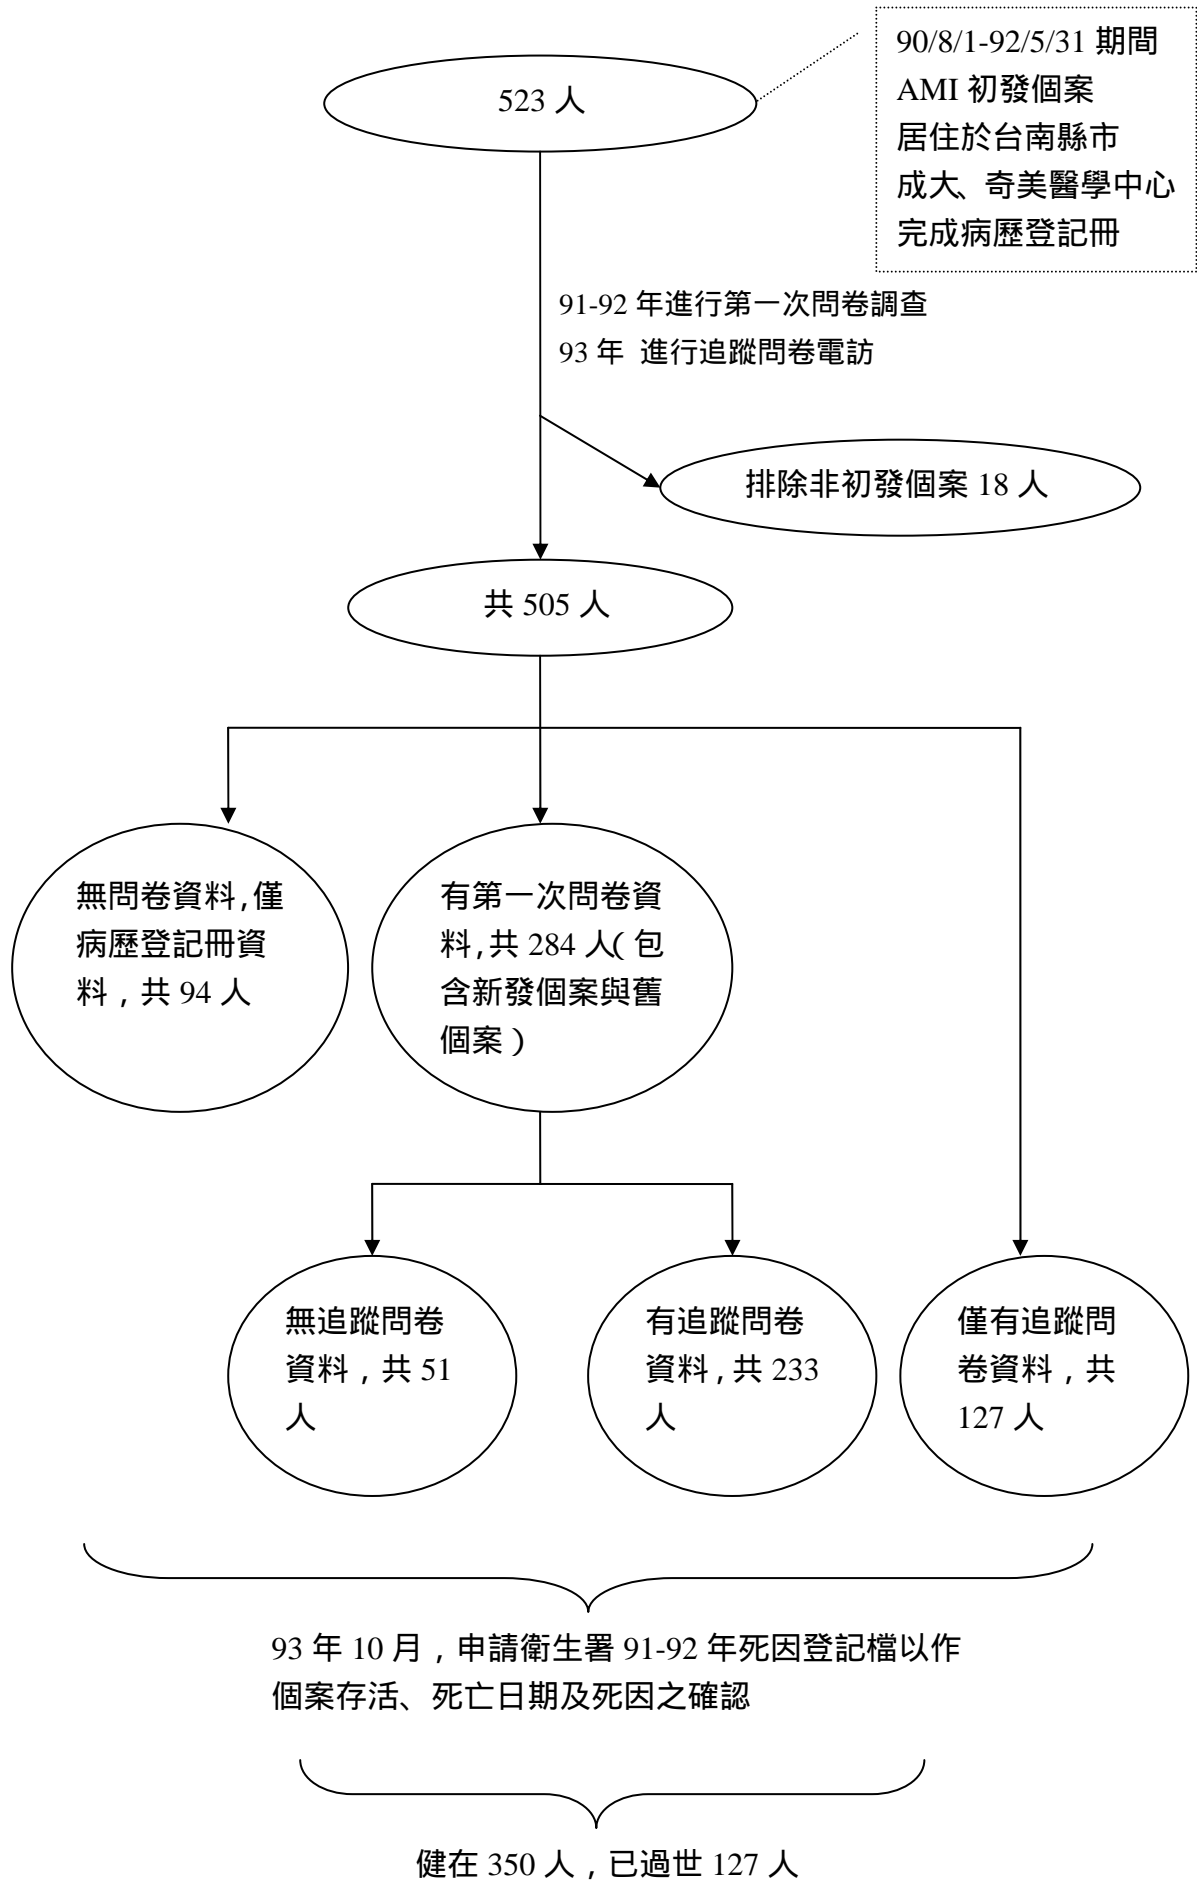 523 人
90/8/1-92/5/31 期間
AMI 初發個案
居住於台南縣市
成大、奇美醫學中心
完成病歷登記冊
91-92 年進行第一次問卷調查
93 年 進行追蹤問卷電訪
排除非初發個案 18 人
共 505 人
無問卷資料,僅
病歷登記冊資
料,共 94 人
有第一次問卷資
料,共 284 人(包
含新發個案與舊
個案)
無追蹤問卷
資料,共 51
人
有追蹤問卷
資料,共 233
人
僅有追蹤問
卷資料,共
127 人
93 年 10 月,申請衛生署 91-92 年死因登記檔以作
個案存活、死亡日期及死因之確認
健在 350 人,已過世 127 人